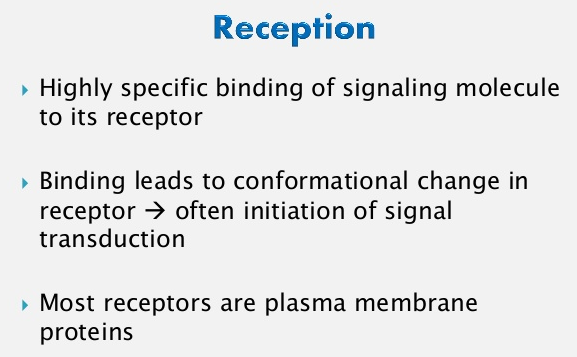 Reception
Highly specific binding of signaling molecule
to its receptor
Binding leads to conformational change in
receptor → often initiation of signal
transduction
Most receptors are plasma membrane
proteins